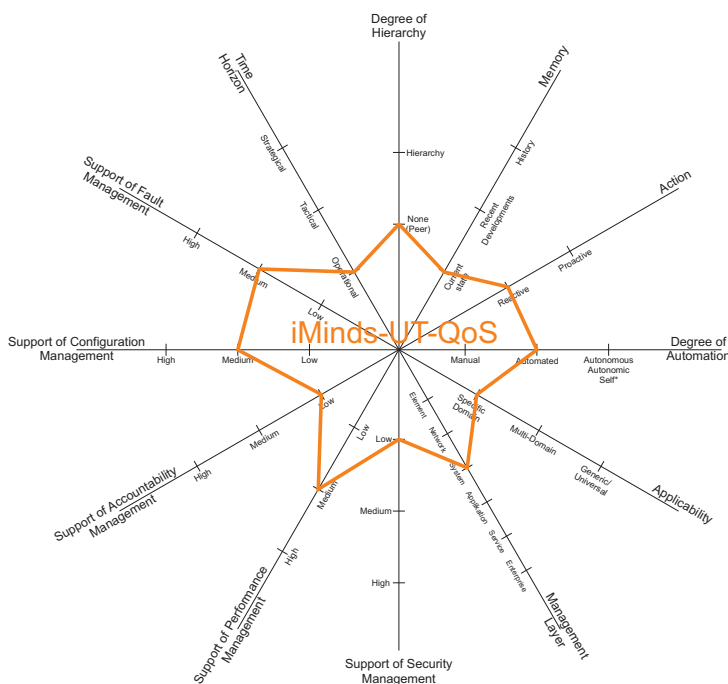 Degree of
Hierarchy
Time
Horizon
Memory
Strategical
Hierarchy
History
Support of Fault
Management
Tactical
Recent
Developments
Action
High
None
(Peer)
Proactive
Medium
Operational
Current
state
Reactive
Low
iMinds-UT-QoS
Support of Configuration
Management
High
Medium
Low
Manual
Automated
Autonomous
Autonomic
Self*
Degree of
Automation
Low
Medium
High
Support of Accountability
Management
Low
Medium
High
Support of Performance
Management
Low
Medium
High
Support of Security
Management
Element
Network
System
Applikation
Service
Enterprise
Management
Layer
Specific
Domain
Multi-Domain
Generic/
Universal
Applicability